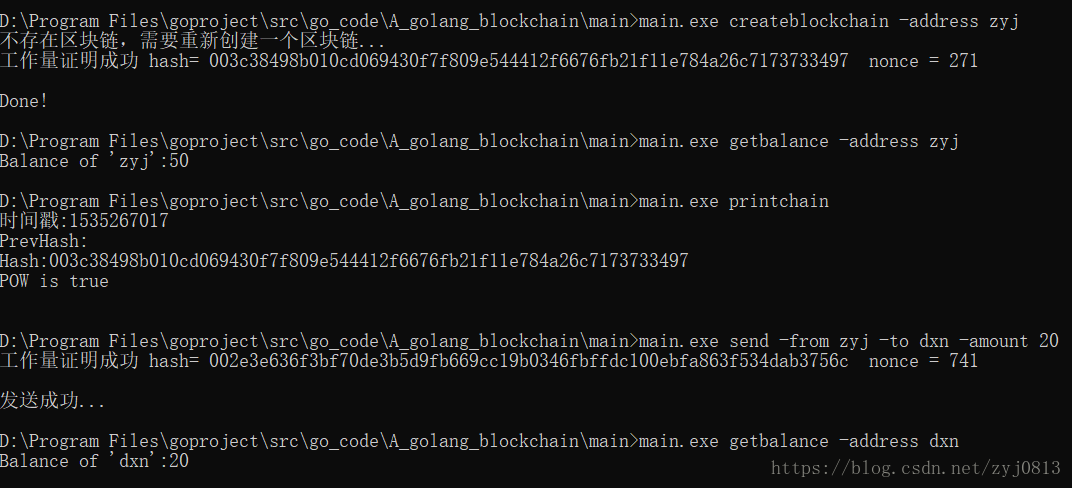 D:\Program Files\goproject\src\go_code\A_golang_blockchain\main>main.exe createblockchain -address zyj
不存在区块链，需要重新创建一个区块链...
工作量证明成功 hash= 003c38498b010cd069430f7f809e544412f6676fb21f11e784a26c7173733497  nonce = 271
Done!
D:\Program Files\goproject\src\go_code\A_golang_blockchain\main>main.exe getbalance -address zyj
Balance of 'zyj':50
D:\Program Files\goproject\src\go_code\A_golang_blockchain\main>main.exe printchain
时间戳:1535267017
PrevHash:
Hash:003c38498b010cd069430f7f809e544412f6676fb21f11e784a26c7173733497
POW is true
D:\Program Files\goproject\src\go_code\A_golang_blockchain\main>main.exe send -from zyj -to dxn -amount 20
工作量证明成功 hash= 002e3e636f3bf70de3b5d9fb669cc19b0346fbffdc100ebfa863f534dab3756c  nonce = 741
发送成功...
D:\Program Files\goproject\src\go_code\A_golang_blockchain\main>main.exe getbalance -address dxn
Balance of 'dxn':20
https://blog.csdn.net/zyj0813